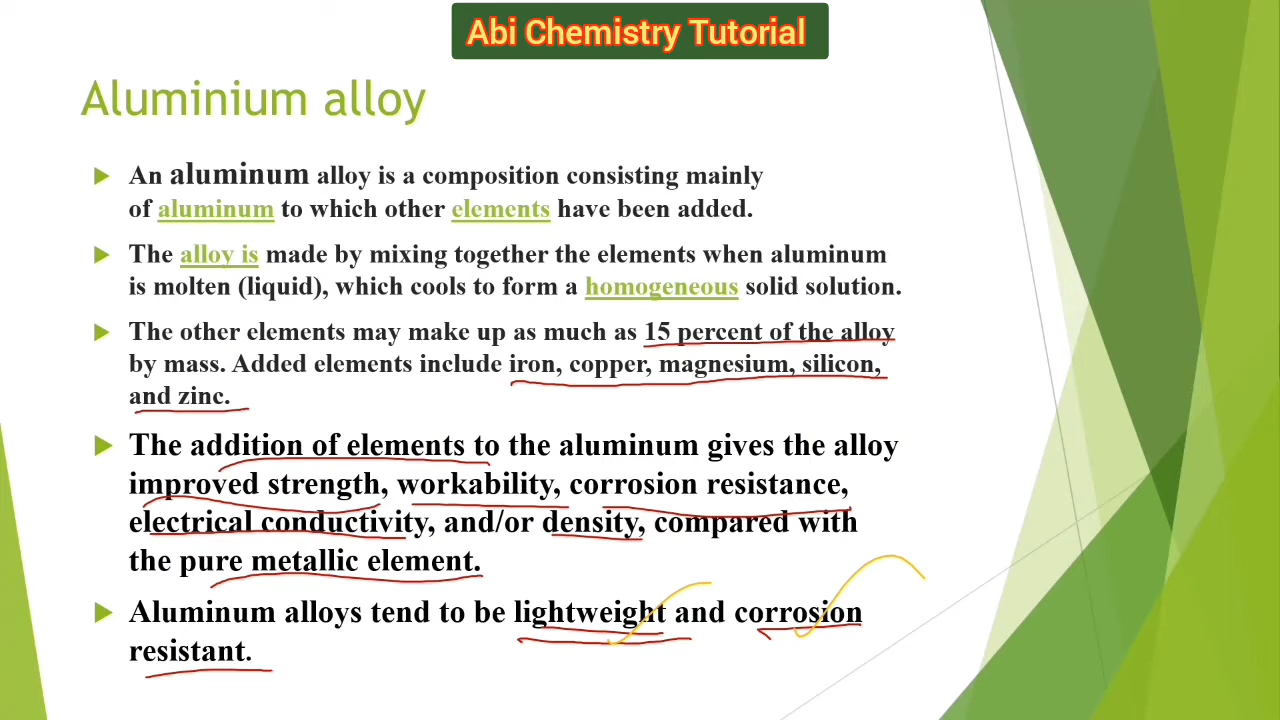 Abi Chemistry Tutorial
Aluminium alloy
An aluminum alloy is a composition consisting mainly
of aluminum to which other elements have been added.
The alloy is made by mixing together the elements when aluminum
is molten (liquid), which cools to form a homogeneous solid solution.
The other elements may make up as much as 15 percent of the alloy
by mass. Added elements include iron, copper, magnesium, silicon,
and zinc.
The addition of elements to the aluminum gives the alloy
improved strength, workability, corrosion resistance,
electrical conductivity, and/or density, compared with
the pure metallic element.
Aluminum alloys tend to be lightweight and corrosion
resistant.